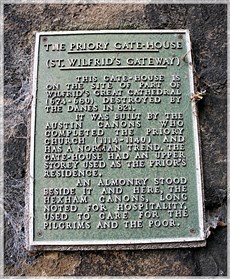 THE PRIORY GATE-HOUSE
(ST. WILFRID'S GATEWAY)
THIS GATE-HOUSE IS
ON THE SITE OF PART OF
WILFRID'S GREAT CATHEDRAL
(674-680) DESTROYED BY
THE DANES IN 821.
IT WAS BUILT BY THE
AUSTIN CANONS WHO
COMPLETED THE PRIORY
CHURCH AND
HAS A NORMAN TREND. THE
GATE-HOUSE HAD AN UPPER
STOREY USED AS THE PRIOR'S
RESIDENCE.
AN ALMONRY STOOD
BESIDE IT AND HERE, THE
HEXHAM CANONS, LONG
NOTED FOR HOSPITALITY,
USED TO CARE FOR THE
PILGRIMS AND THE POOR.